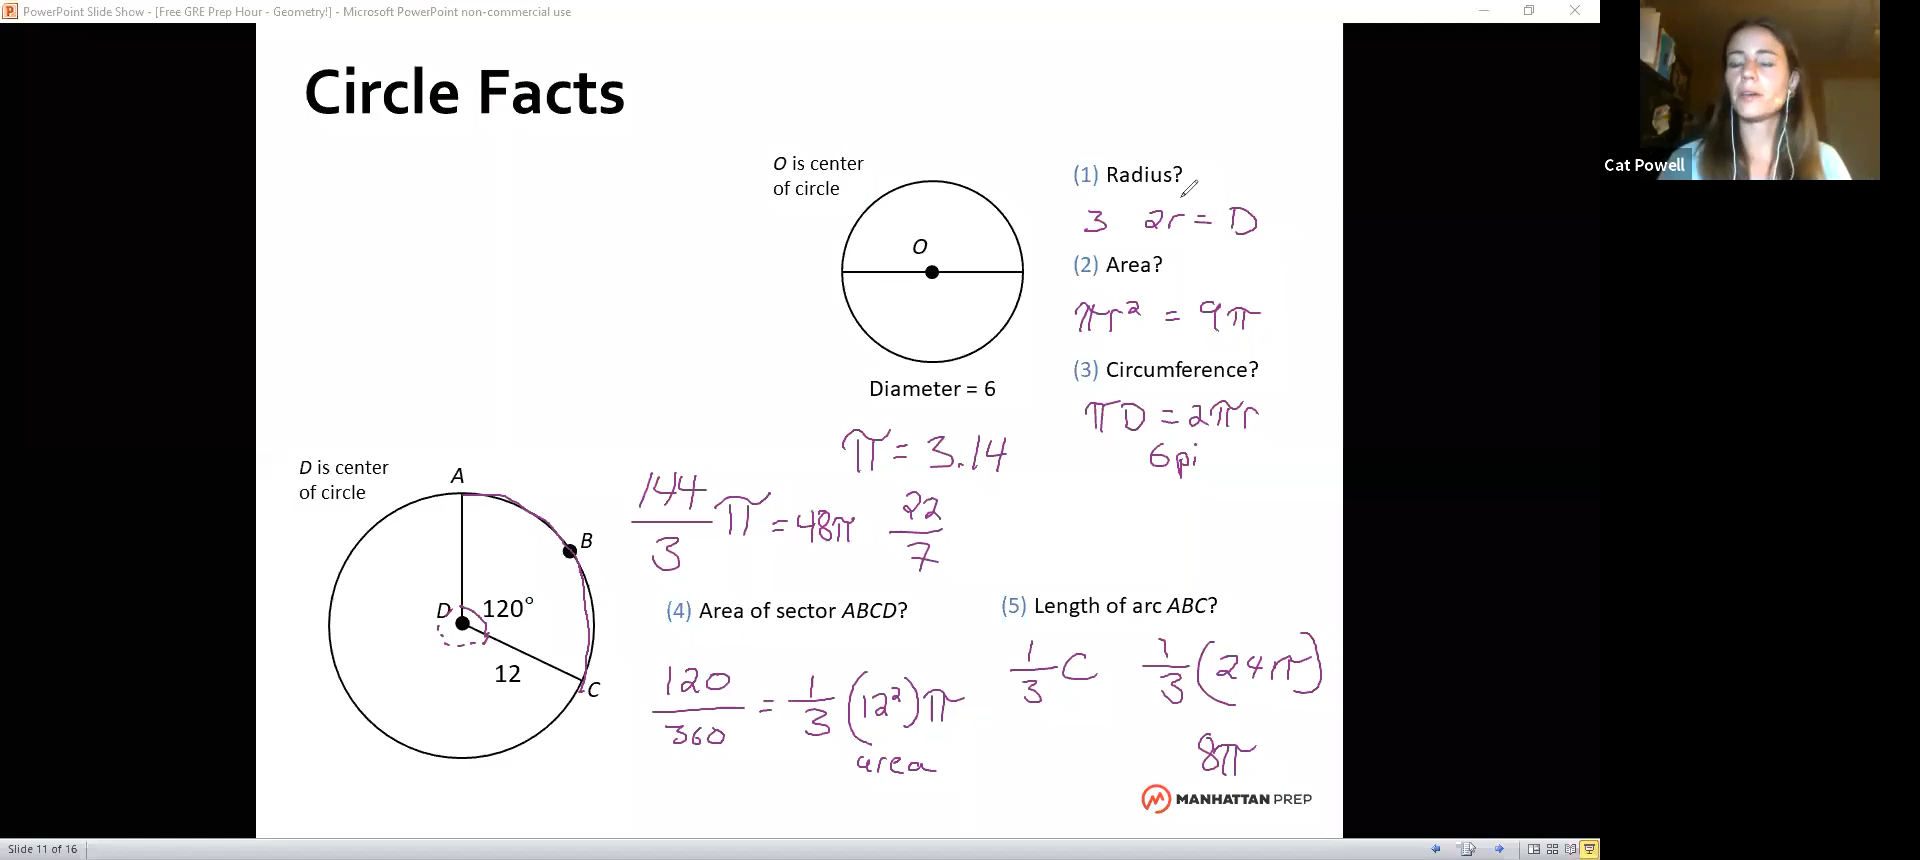 PowerPoint Slide Show - [Free GRE Prep Hour - Geometry!] - Microsoft PowerPoint non-commercial use
Cat Powell
Circle Facts
O is center
of circle
O
Diameter = 6
(1) Radius?
3 2r = D
(2) Area?
πr² = 9π
(3) Circumference?
πD = 2πr
6pi
π = 3.14
22
7
D is center
of circle
A
B
D
120°
12
C
144
3
π = 48π
(4) Area of sector ABCD?
120
360
= 1/3 (12²)π
area
(5) Length of arc ABC?
1/3 C 1/3 (24π)
8π
MANHATTAN PREP
Slide 11 of 16